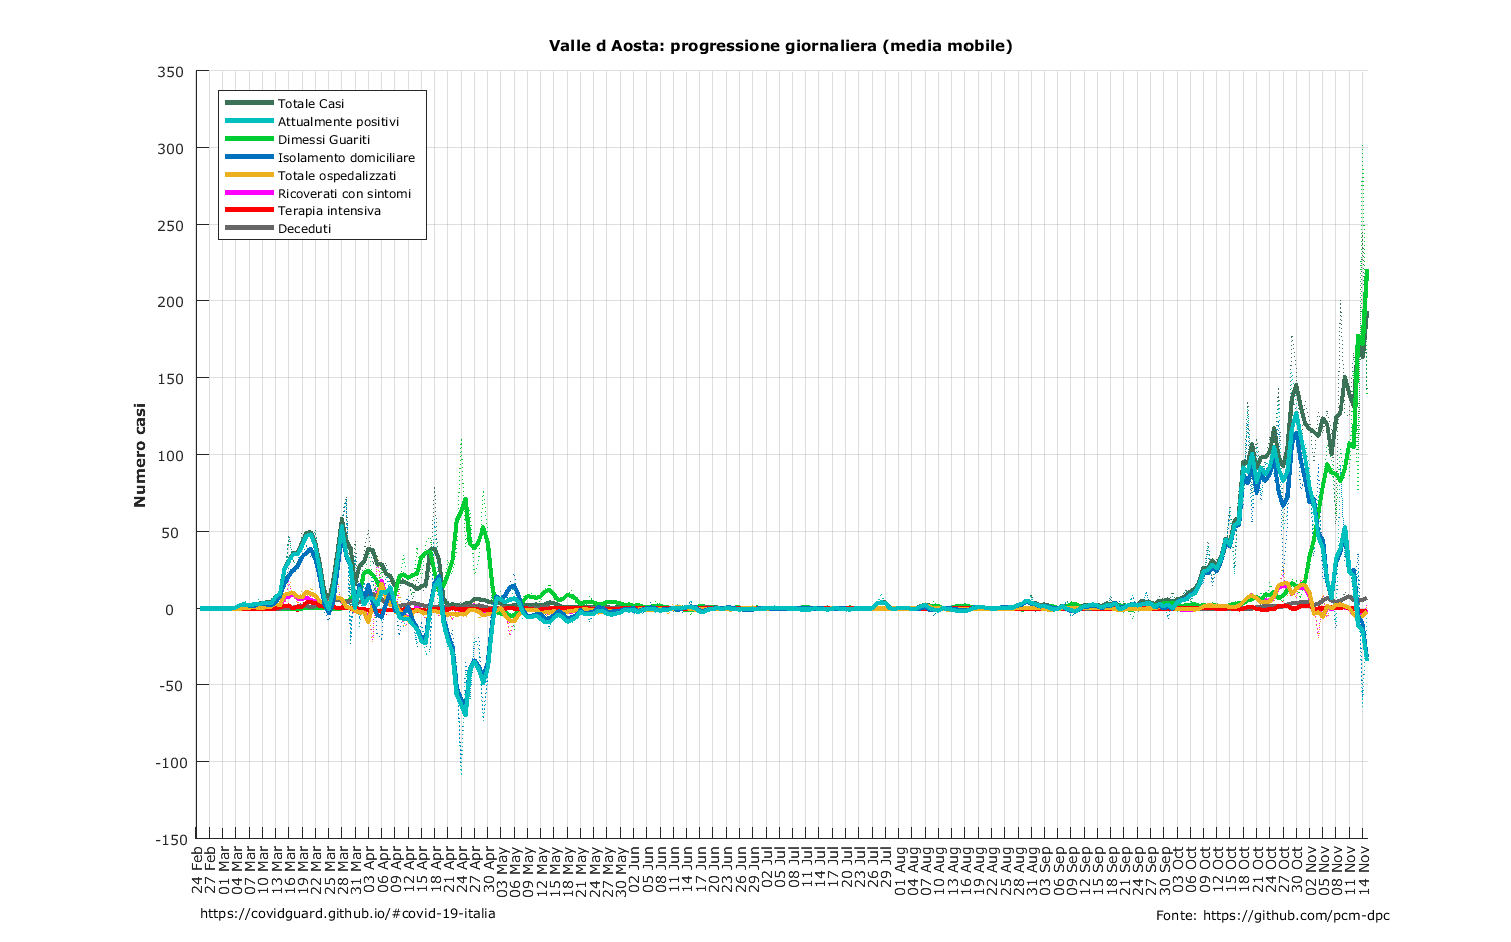 Valle d Aosta: progressione giornaliera (media mobile)
350
300
250
200
150
100
50
0
-50
-100
-150
Numero casi
Totale Casi
Attualmente positivi
Dimessi Guariti
Isolamento domiciliare
Totale ospedalizzati
Ricoverati con sintomi
Terapia intensiva
Deceduti
24 Feb
27 Feb
01 Mar
04 Mar
07 Mar
10 Mar
13 Mar
16 Mar
19 Mar
22 Mar
25 Mar
28 Mar
31 Mar
03 Apr
06 Apr
09 Apr
12 Apr
15 Apr
18 Apr
21 Apr
24 Apr
27 Apr
30 Apr
03 May
06 May
09 May
12 May
15 May
18 May
21 May
24 May
27 May
30 May
02 Jun
05 Jun
08 Jun
11 Jun
14 Jun
17 Jun
20 Jun
23 Jun
26 Jun
29 Jun
02 Jul
05 Jul
08 Jul
11 Jul
14 Jul
17 Jul
20 Jul
23 Jul
26 Jul
29 Jul
01 Aug
04 Aug
07 Aug
10 Aug
13 Aug
16 Aug
19 Aug
22 Aug
25 Aug
28 Aug
31 Aug
03 Sep
06 Sep
09 Sep
12 Sep
15 Sep
18 Sep
21 Sep
24 Sep
27 Sep
30 Sep
03 Oct
06 Oct
09 Oct
12 Oct
15 Oct
18 Oct
21 Oct
24 Oct
27 Oct
30 Oct
02 Nov
05 Nov
08 Nov
11 Nov
14 Nov
https://covidguard.github.io/#covid-19-italia
Fonte: https://github.com/pcm-dpc